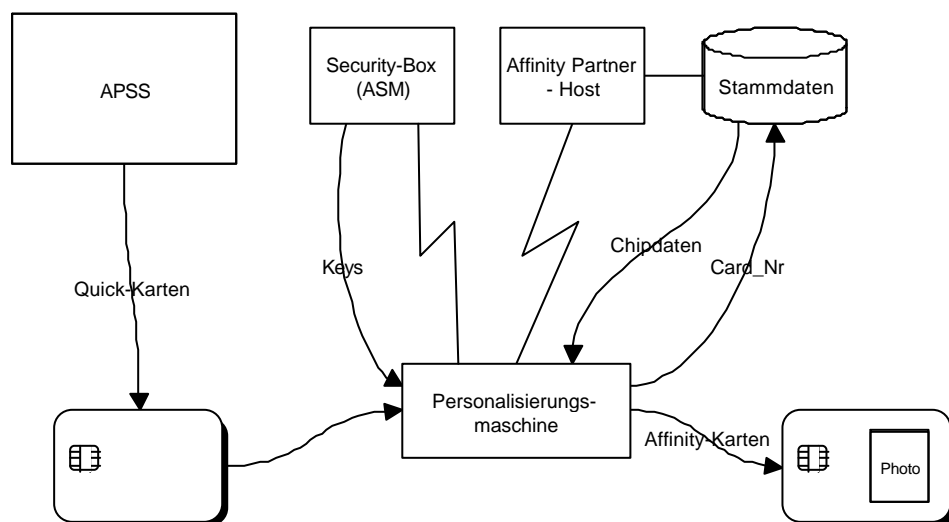 APSS
Security-Box
(ASM)
Affinity Partner
- Host
Stammdaten
Chipdaten
Keys
Card_Nr
Quick-Karten
Personalisierungs-
maschine
Affinity-Karten
Photo